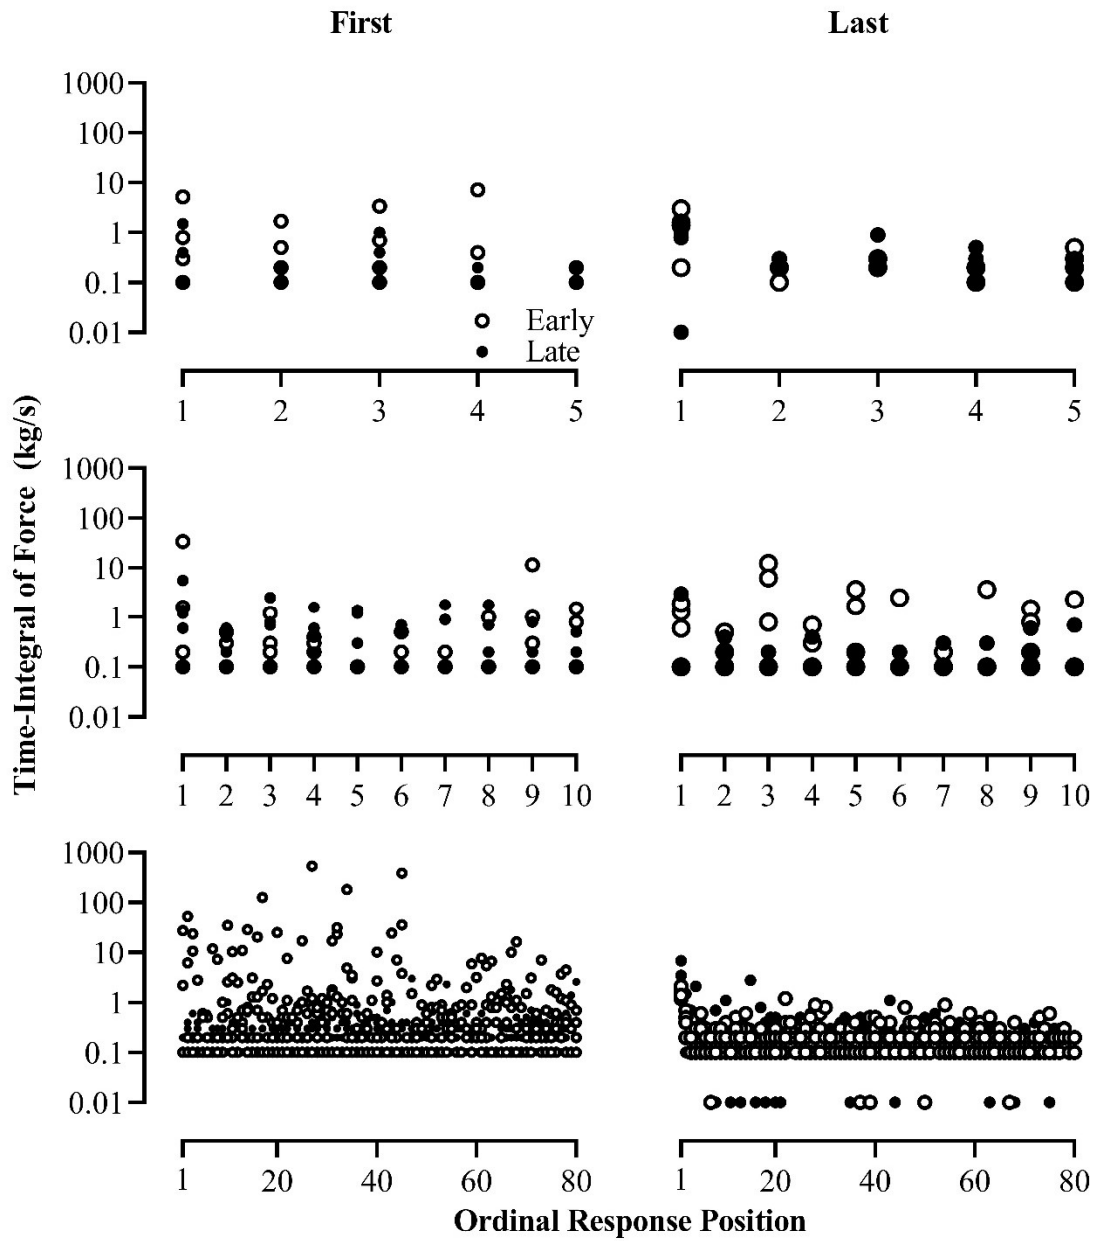 First Last
1000
100
10
1
0.1
0.01
Early
Late
1 2 3 4 5
1 2 3 4 5
Time-Integral of Force (kg/s)
1000
100
10
1
0.1
0.01
1 2 3 4 5 6 7 8 9 10
1 2 3 4 5 6 7 8 9 10
1000
100
10
1
0.1
0.01
1 20 40 60 80
1 20 40 60 80
Ordinal Response Position